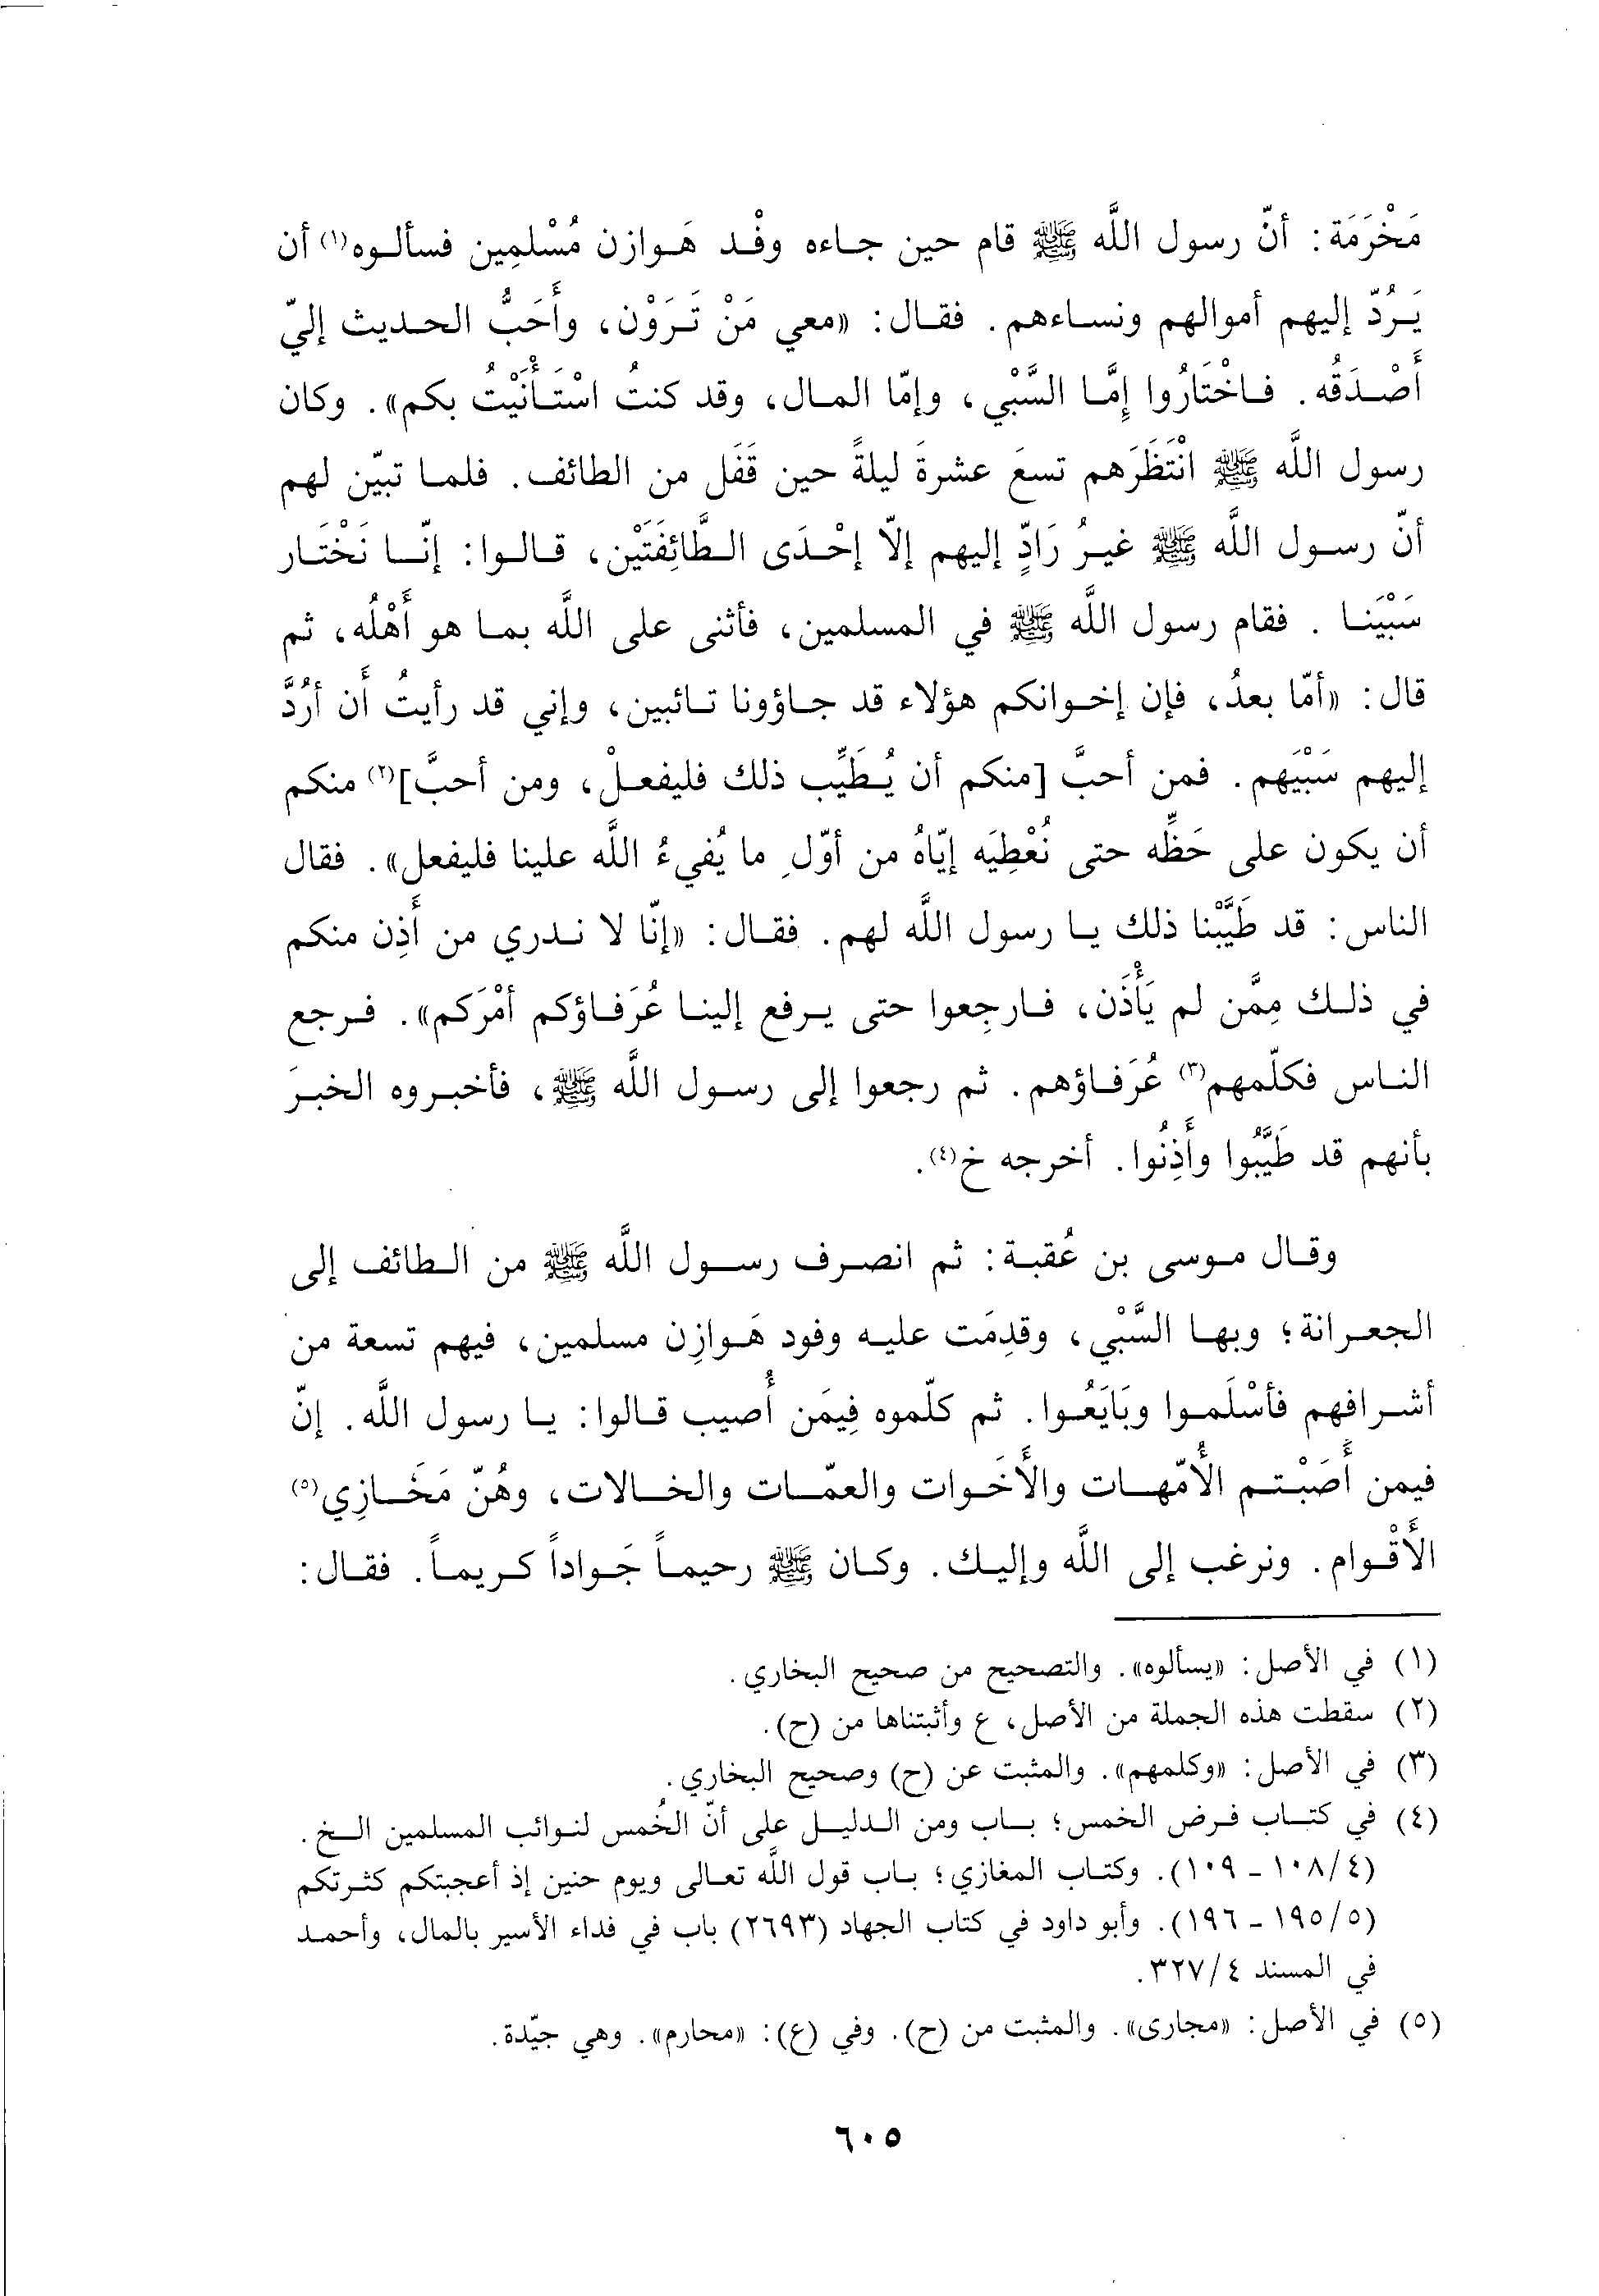 مَخْرَمَة: أنّ رسول اللَّه ﷺ قام حين جاءه وفْد هَوازن مُسْلِمِين فسألوه(١) أن
يَرُدّ إليهم أموالهم ونساءهم. فقال: «معي مَنْ تَرَوْن، وأَحَبُّ الحديث إليّ
أَصْدَقُه. فاخْتَارُوا إِمَّا السَّبْي، وإمّا المال، وقد كنتُ اسْتَأْنَيْتُ بكم». وكان
رسول اللَّه ﷺ انْتَظَرَهم تسعَ عشرةَ ليلةً حين قَفَل من الطائف. فلما تبيّن لهم
أنّ رسول اللَّه ﷺ غيرُ رَادٍّ إليهم إلّا إحْدَى الطَّائِفَتَيْن، قالوا: إنّا نَخْتَار
سَبْيَنا . فقام رسول اللَّه ﷺ في المسلمين، فأثنى على اللَّه بما هو أَهْلُه، ثم
قال: «أمّا بعدُ، فإن إخوانكم هؤلاء قد جاؤونا تائبين، وإني قد رأيتُ أَن أرُدَّ
إليهم سَبْيَهم. فمن أحبَّ [منكم أن يُطَيِّب ذلك فليفعلْ، ومن أحبَّ](٢) منكم
أن يكون على حَظِّه حتى نُعْطِيَه إيّاهُ من أوّلِ ما يُفيءُ اللَّه علينا فليفعل». فقال
الناس: قد طَيَّبْنا ذلك يا رسول اللَّه لهم. فقال: «إنّا لا ندري من أَذِن منكم
في ذلك مِمَّن لم يَأْذَن، فارجِعوا حتى يرفع إلينا عُرَفاؤكم أمْرَكم». فرجع
الناس فكلّمهم(٣) عُرَفاؤهم. ثم رجعوا إلى رسول اللَّه ﷺ، فأخبروه الخبرَ
بأنهم قد طَيَّبُوا وأَذِنُوا. أخرجه خ(٤).
وقال موسى بن عُقبة: ثم انصرف رسول اللَّه ﷺ من الطائف إلى
الجعرانة؛ وبها السَّبْي، وقدِمَت عليه وفود هَوازِن مسلمين، فيهم تسعة من
أشرافهم فأسْلَموا وبَايَعُوا. ثم كلّموه فِيمَن أُصيب قالوا: يا رسول اللَّه. إنّ
فيمن أَصَبْتم الأُمّهات والأَخَوات والعمّات والخالات، وهُنّ مَخَازِي(٥)
الأَقْوام. ونرغب إلى اللَّه وإليك. وكان ﷺ رحيماً جَواداً كريماً. فقال:
(١) في الأصل: «يسألوه». والتصحيح من صحيح البخاري.
(٢) سقطت هذه الجملة من الأصل، ع وأثبتناها من (ح).
(٣) في الأصل: «وكلمهم». والمثبت عن (ح) وصحيح البخاري.
(٤) في كتاب فرض الخمس؛ باب ومن الدليل على أنّ الخُمس لنوائب المسلمين الخ.
(٤/١٠٨ - ١٠٩). وكتاب المغازي؛ باب قول اللَّه تعالى ويوم حنين إذ أعجبتكم كثرتكم
(٥/١٩٥ - ١٩٦). وأبو داود في كتاب الجهاد (٢٦٩٣) باب في فداء الأسير بالمال، وأحمد
في المسند ٤/٣٢٧.
(٥) في الأصل: «مجارى». والمثبت من (ح). وفي (ع): «محارم». وهي جيّدة.
٦٠٥